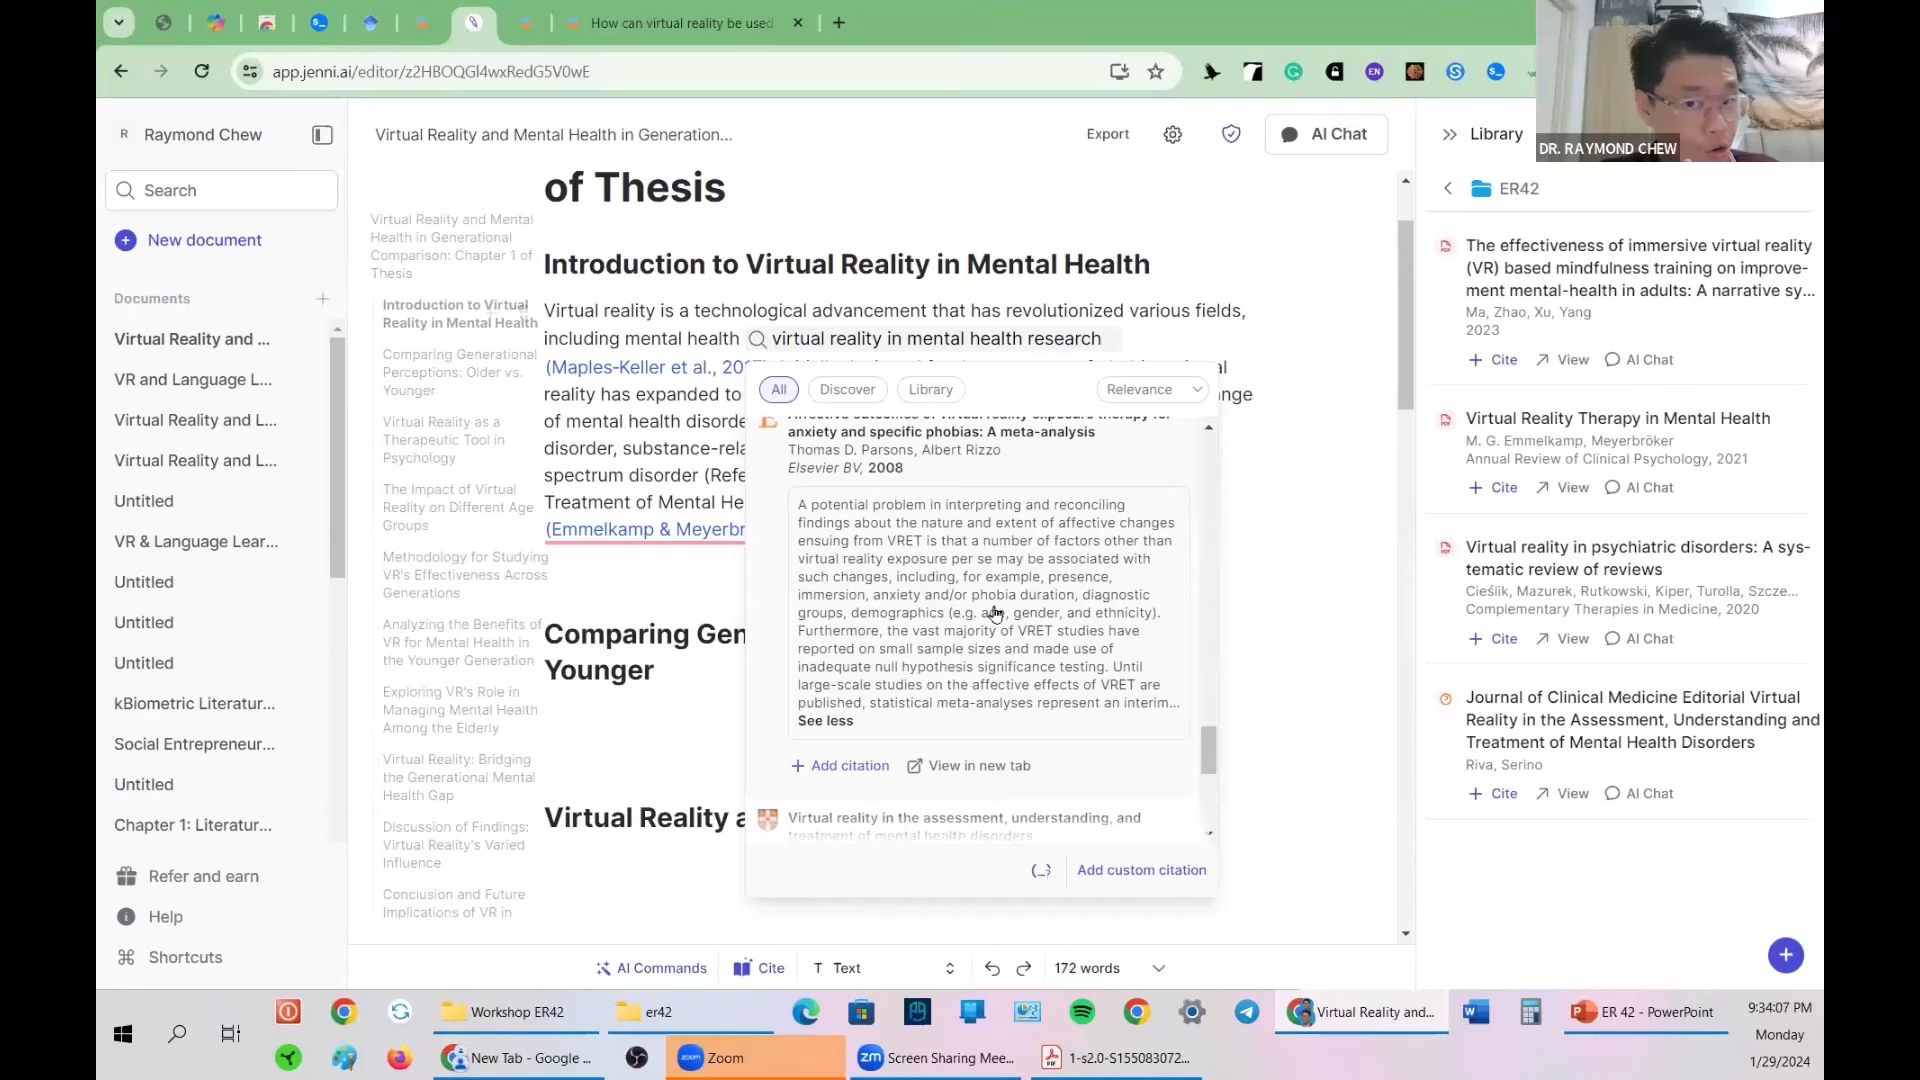 How can virtual reality be used
app.jenni.ai/editor/z2HBOQGl4wxRedG5V0wE
EN
DR. RAYMOND CHEW
R Raymond Chew
Search
New document
Documents
Virtual Reality and ...
VR and Language L...
Virtual Reality and L...
Virtual Reality and L...
Untitled
VR & Language Lear...
Untitled
Untitled
Untitled
kBiometric Literatur...
Social Entrepreneur...
Untitled
Chapter 1: Literatur...
Refer and earn
Help
Shortcuts
Virtual Reality and Mental Health in Generation...
Export
AI Chat
Virtual Reality and Mental
Health in Generational
Comparison: Chapter 1 of
Thesis
Introduction to Virtual
Reality in Mental Health
Comparing Generational
Perceptions: Older vs.
Younger
Virtual Reality as a
Therapeutic Tool in
Psychology
The Impact of Virtual
Reality on Different Age
Groups
Methodology for Studying
VR's Effectiveness Across
Generations
Analyzing the Benefits of
VR for Mental Health in
the Younger Generation
Exploring VR's Role in
Managing Mental Health
Among the Elderly
Virtual Reality: Bridging
the Generational Mental
Health Gap
Discussion of Findings:
Virtual Reality's Varied
Influence
Conclusion and Future
Implications of VR in
of Thesis
Introduction to Virtual Reality in Mental Health
Virtual reality is a technological advancement that has revolutionized various fields,
including mental health
(Maples-Keller et al., 201
reality has expanded to
of mental health disorde
disorder, substance-rela
spectrum disorder (Refe
Treatment of Mental He
(Emmelkamp & Meyerbr
Comparing Gen
Younger
Virtual Reality a
virtual reality in mental health research
All
Discover
Library
Relevance
Affective outcomes of virtual reality exposure therapy for
anxiety and specific phobias: A meta-analysis
Thomas D. Parsons, Albert Rizzo
Elsevier BV, 2008
A potential problem in interpreting and reconciling
findings about the nature and extent of affective changes
ensuing from VRET is that a number of factors other than
virtual reality exposure per se may be associated with
such changes, including, for example, presence,
immersion, anxiety and/or phobia duration, diagnostic
groups, demographics (e.g. age, gender, and ethnicity).
Furthermore, the vast majority of VRET studies have
reported on small sample sizes and made use of
inadequate null hypothesis significance testing. Until
large-scale studies on the affective effects of VRET are
published, statistical meta-analyses represent an interim...
See less
Add citation
View in new tab
Virtual reality in the assessment, understanding, and
treatment of mental health disorders
Add custom citation
AI Commands
Cite
T Text
172 words
Library
ER42
The effectiveness of immersive virtual reality
(VR) based mindfulness training on improve-
ment mental-health in adults: A narrative sy...
Ma, Zhao, Xu, Yang
2023
Cite View AI Chat
Virtual Reality Therapy in Mental Health
M. G. Emmelkamp, Meyerbröker
Annual Review of Clinical Psychology, 2021
Cite View AI Chat
Virtual reality in psychiatric disorders: A sys-
tematic review of reviews
Cieślik, Mazurek, Rutkowski, Kiper, Turolla, Szcze...
Complementary Therapies in Medicine, 2020
Cite View AI Chat
Journal of Clinical Medicine Editorial Virtual
Reality in the Assessment, Understanding and
Treatment of Mental Health Disorders
Riva, Serino
Cite View AI Chat
Workshop ER42
er42
Virtual Reality and...
ER 42 - PowerPoint
New Tab - Google ...
zoom Zoom
zm Screen Sharing Mee...
1-s2.0-S155083072...
9:34:07 PM
Monday
1/29/2024